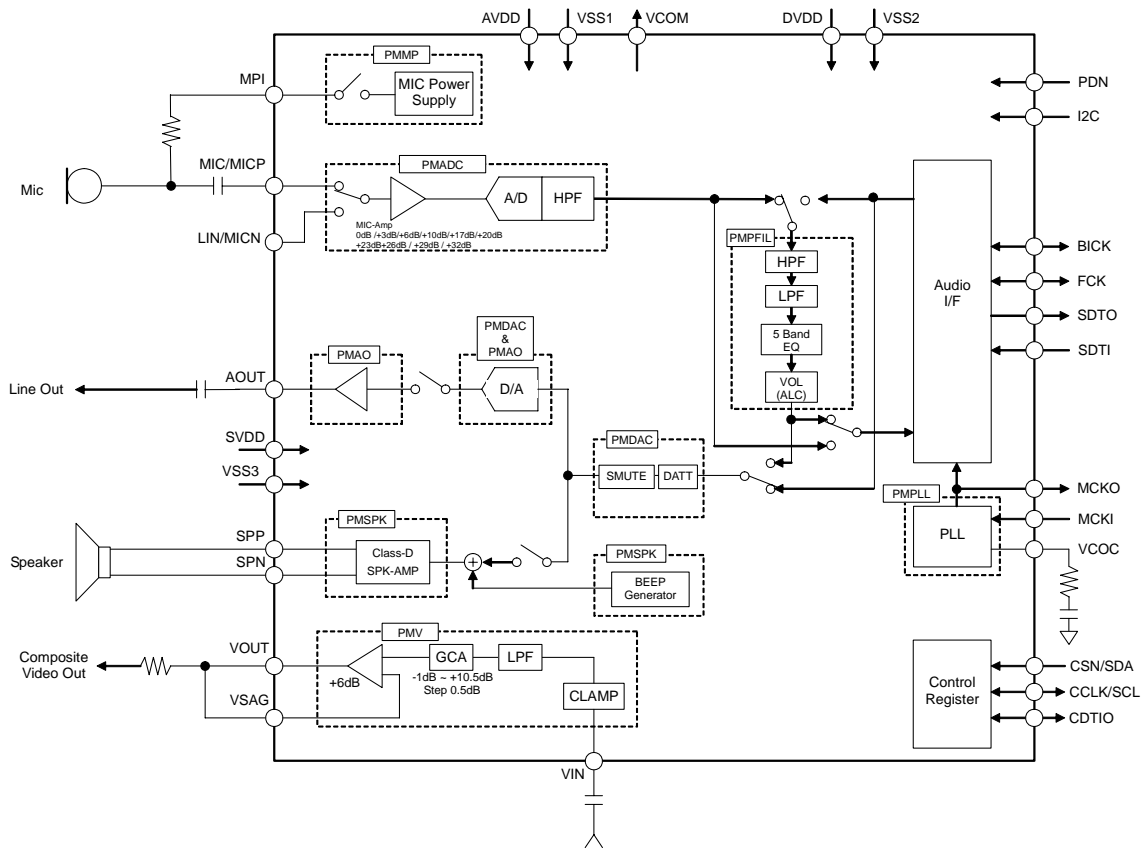 AVDD
VSS1
VCOM
DVDD
VSS2
PMMP
MPI
MIC Power
Supply
PDN
I2C
MIC/MICP
PMADC
Mic
A/D
HPF
MIC-Amp
0dB /+3dB/+6dB/+10dB/+17dB/+20dB
+23dB+26dB / +29dB / +32dB
LIN/MICN
PMPFIL
HPF
LPF
5 Band
EQ
VOL
(ALC)
Audio
I/F
BICK
FCK
SDTO
SDTI
PMDAC
&
PMAO
PMAO
AOUT
D/A
Line Out
SVDD
VSS3
PMDAC
SMUTE
DATT
PMPLL
PLL
MCKO
MCKI
VCOC
PMSPK
SPP
SPN
Speaker
Class-D
SPK-AMP
PMSPK
BEEP
Generator
PMV
VOUT
Composite
Video Out
+6dB
GCA
-1dB ~ +10.5dB
Step 0.5dB
LPF
CLAMP
VSAG
VIN
Control
Register
CSN/SDA
CCLK/SCL
CDTIO